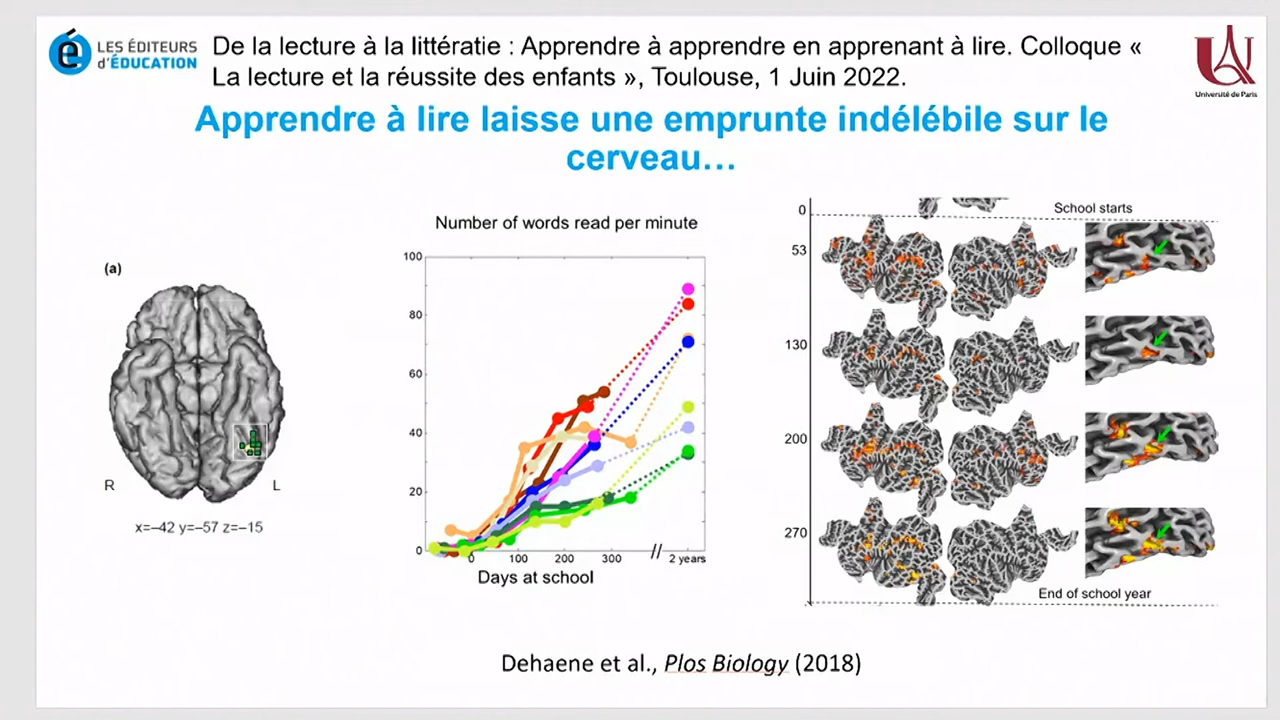 LES ÉDITEURS
d'ÉDUCATION
De la lecture à la littératie : Apprendre à apprendre en apprenant à lire. Colloque «
La lecture et la réussite des enfants », Toulouse, 1 Juin 2022.
Université de Paris
Apprendre à lire laisse une emprunte indélébile sur le
cerveau…
(a)
R
L
x=–42 y=–57 z=–15
Number of words read per minute
100
80
60
40
20
0
0 100 200 300 // 2 years
Days at school
0
School starts
53
130
200
270
End of school year
Dehaene et al., Plos Biology (2018)